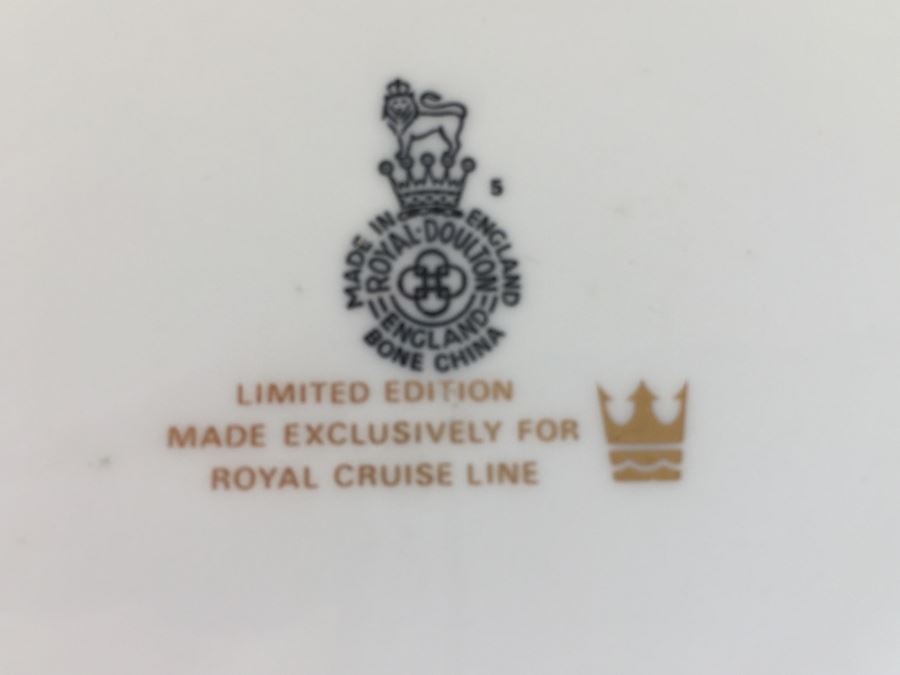 5
MADE IN ENGLAND
ROYAL·DOULTON
ENGLAND
BONE CHINA
LIMITED EDITION
MADE EXCLUSIVELY FOR
ROYAL CRUISE LINE